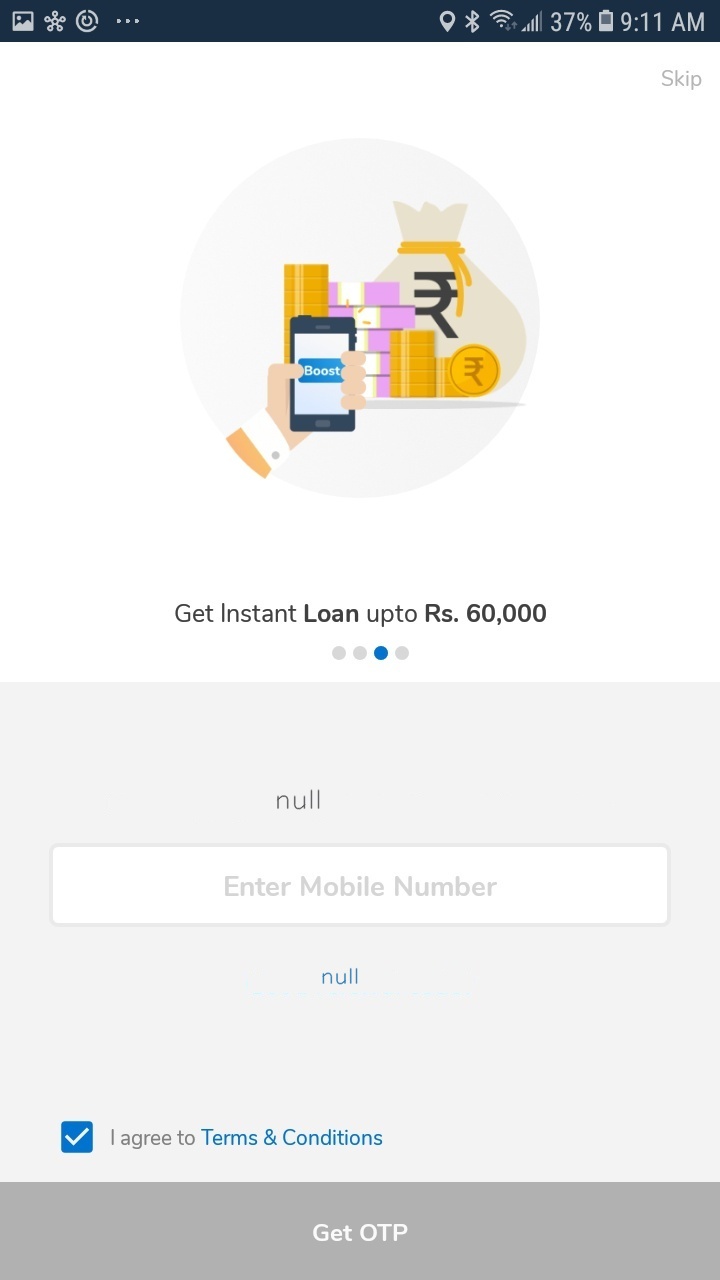 37% 9:11 AM
Skip
₹
Boost
₹
Get Instant Loan upto Rs. 60,000
null
Enter Mobile Number
null
I agree to Terms & Conditions
Get OTP